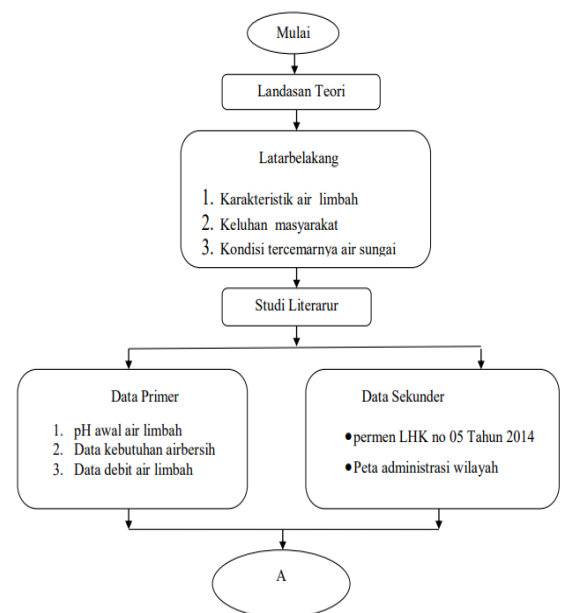 Mulai
Landasan Teori
Latarbelakang
1. Karakteristik air limbah
2. Keluhan masyarakat
3. Kondisi tercemarnya air sungai
Studi Literarur
Data Primer
1. pH awal air limbah
2. Data kebutuhan airbersih
3. Data debit air limbah
Data Sekunder
●permen LHK no 05 Tahun 2014
●Peta administrasi wilayah
A